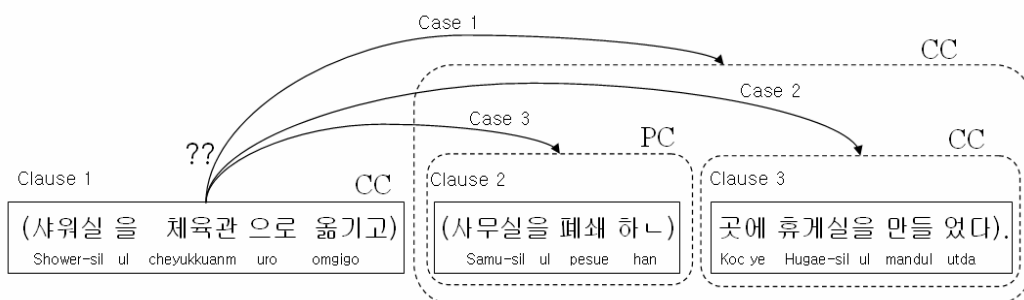 Case 1
CC
Case 2
Case 3
??
PC
CC
Clause 1
CC
Clause 2
Clause 3
(샤워실 을 체육관 으로 옮기고)
(사무실을 폐쇄 하ㄴ)
곳에 휴게실을 만들 었다).
Shower-sil ul cheyukkuanm uro omgigo
Samu-sil ul pesue han
Koc ye Hugae-sil ul mandul utda